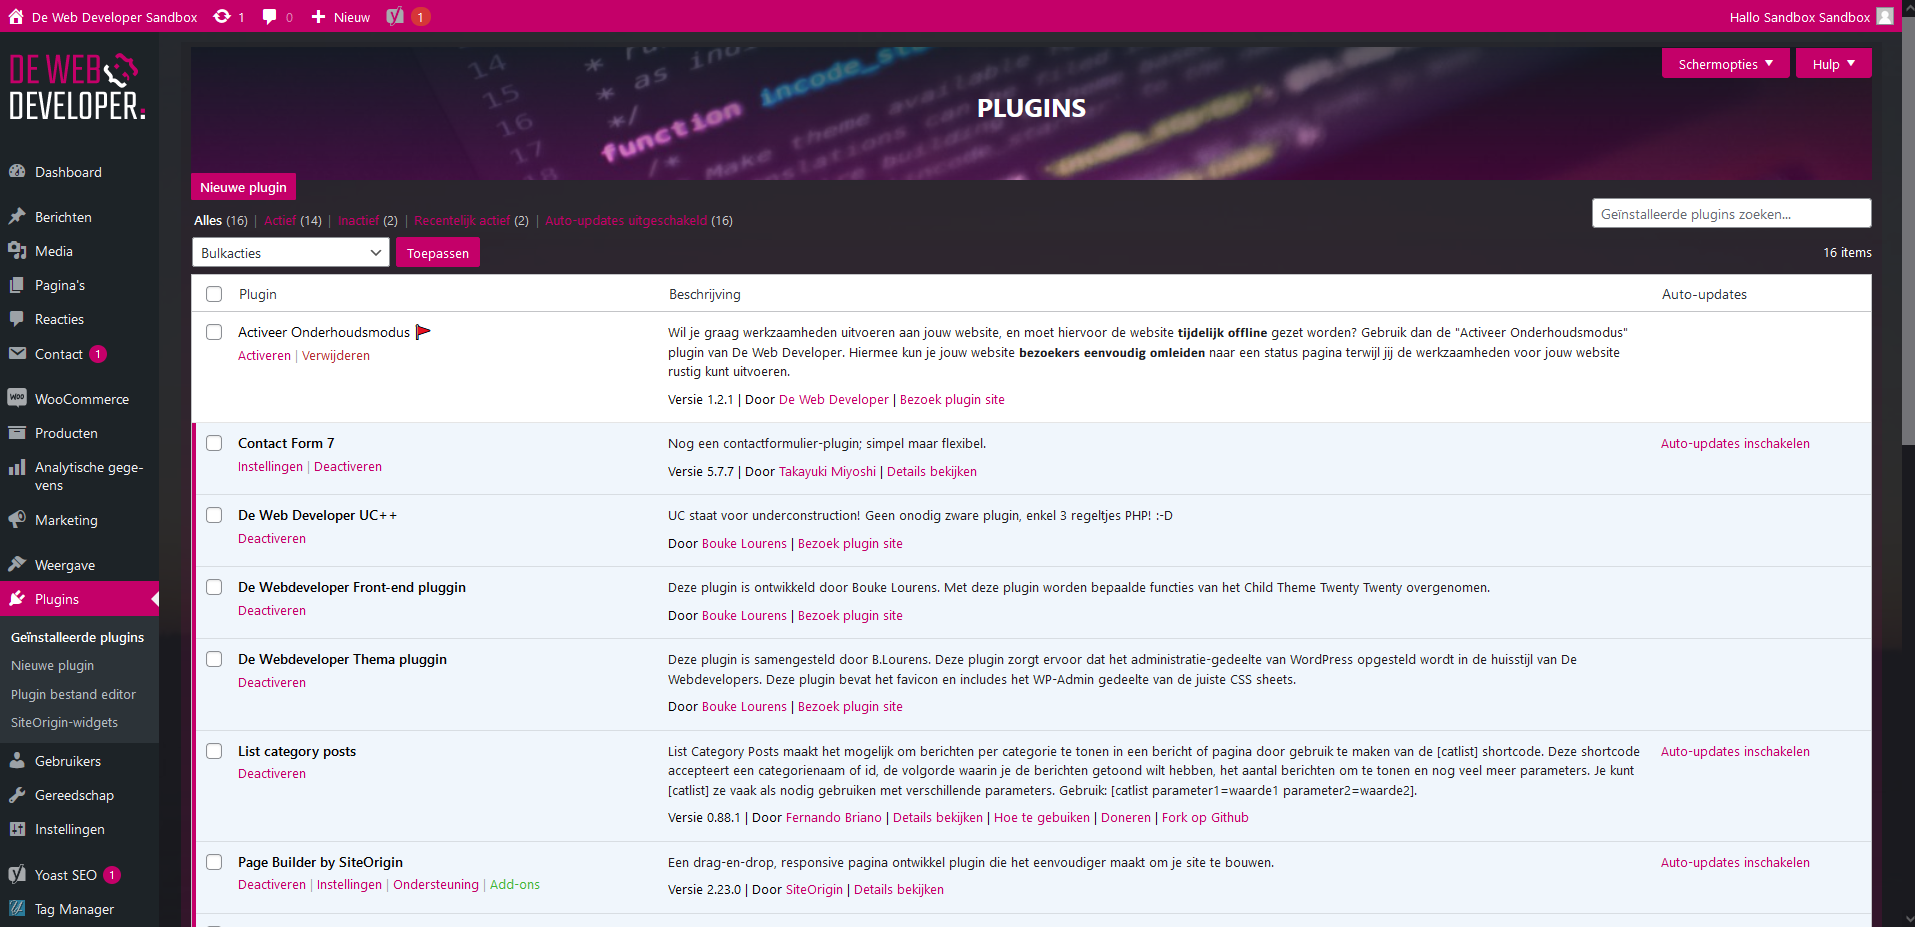 De Web Developer Sandbox 1 0 Nieuw 1 Hallo Sandbox Sandbox
DE WEB
DEVELOPER.
Dashboard
Berichten
Media
Pagina's
Reacties
Contact 1
WooCommerce
Producten
Analytische gege-
vens
Marketing
Weergave
Plugins
Geïnstalleerde plugins
Nieuwe plugin
Plugin bestand editor
SiteOrigin-widgets
Gebruikers
Gereedschap
Instellingen
Yoast SEO 1
Tag Manager
Schermopties Hulp
14
15 * as
16 */
17 function incode_st
18 /* Make theme available
PLUGINS
Nieuwe plugin
Alles (16) | Actief (14) | Inactief (2) | Recentelijk actief (2) | Auto-updates uitgeschakeld (16)
Geïnstalleerde plugins zoeken...
Bulkacties Toepassen
16 items
Plugin Beschrijving Auto-updates
Activeer Onderhoudsmodus
Activeren | Verwijderen
Wil je graag werkzaamheden uitvoeren aan jouw website, en moet hiervoor de website tijdelijk offline gezet worden? Gebruik dan de "Activeer Onderhoudsmodus"
plugin van De Web Developer. Hiermee kun je jouw website bezoekers eenvoudig omleiden naar een status pagina terwijl jij de werkzaamheden voor jouw website
rustig kunt uitvoeren.
Versie 1.2.1 | Door De Web Developer | Bezoek plugin site
Contact Form 7
Instellingen | Deactiveren
Nog een contactformulier-plugin; simpel maar flexibel.
Versie 5.7.7 | Door Takayuki Miyoshi | Details bekijken
Auto-updates inschakelen
De Web Developer UC++
Deactiveren
UC staat voor underconstruction! Geen onodig zware plugin, enkel 3 regeltjes PHP! :-D
Door Bouke Lourens | Bezoek plugin site
De Webdeveloper Front-end pluggin
Deactiveren
Deze plugin is ontwikkeld door Bouke Lourens. Met deze plugin worden bepaalde functies van het Child Theme Twenty Twenty overgenomen.
Door Bouke Lourens | Bezoek plugin site
De Webdeveloper Thema pluggin
Deactiveren
Deze plugin is samengesteld door B.Lourens. Deze plugin zorgt ervoor dat het administratie-gedeelte van WordPress opgesteld wordt in de huisstijl van De
Webdevelopers. Deze plugin bevat het favicon en includes het WP-Admin gedeelte van de juiste CSS sheets.
Door Bouke Lourens | Bezoek plugin site
List category posts
Deactiveren
List Category Posts maakt het mogelijk om berichten per categorie te tonen in een bericht of pagina door gebruik te maken van de [catlist] shortcode. Deze shortcode
accepteert een categorienaam of id, de volgorde waarin je de berichten getoond wilt hebben, het aantal berichten om te tonen en nog veel meer parameters. Je kunt
[catlist] ze vaak als nodig gebruiken met verschillende parameters. Gebruik: [catlist parameter1=waarde1 parameter2=waarde2].
Versie 0.88.1 | Door Fernando Briano | Details bekijken | Hoe te gebuiken | Doneren | Fork op Github
Auto-updates inschakelen
Page Builder by SiteOrigin
Deactiveren | Instellingen | Ondersteuning | Add-ons
Een drag-en-drop, responsive pagina ontwikkel plugin die het eenvoudiger maakt om je site te bouwen.
Versie 2.23.0 | Door SiteOrigin | Details bekijken
Auto-updates inschakelen